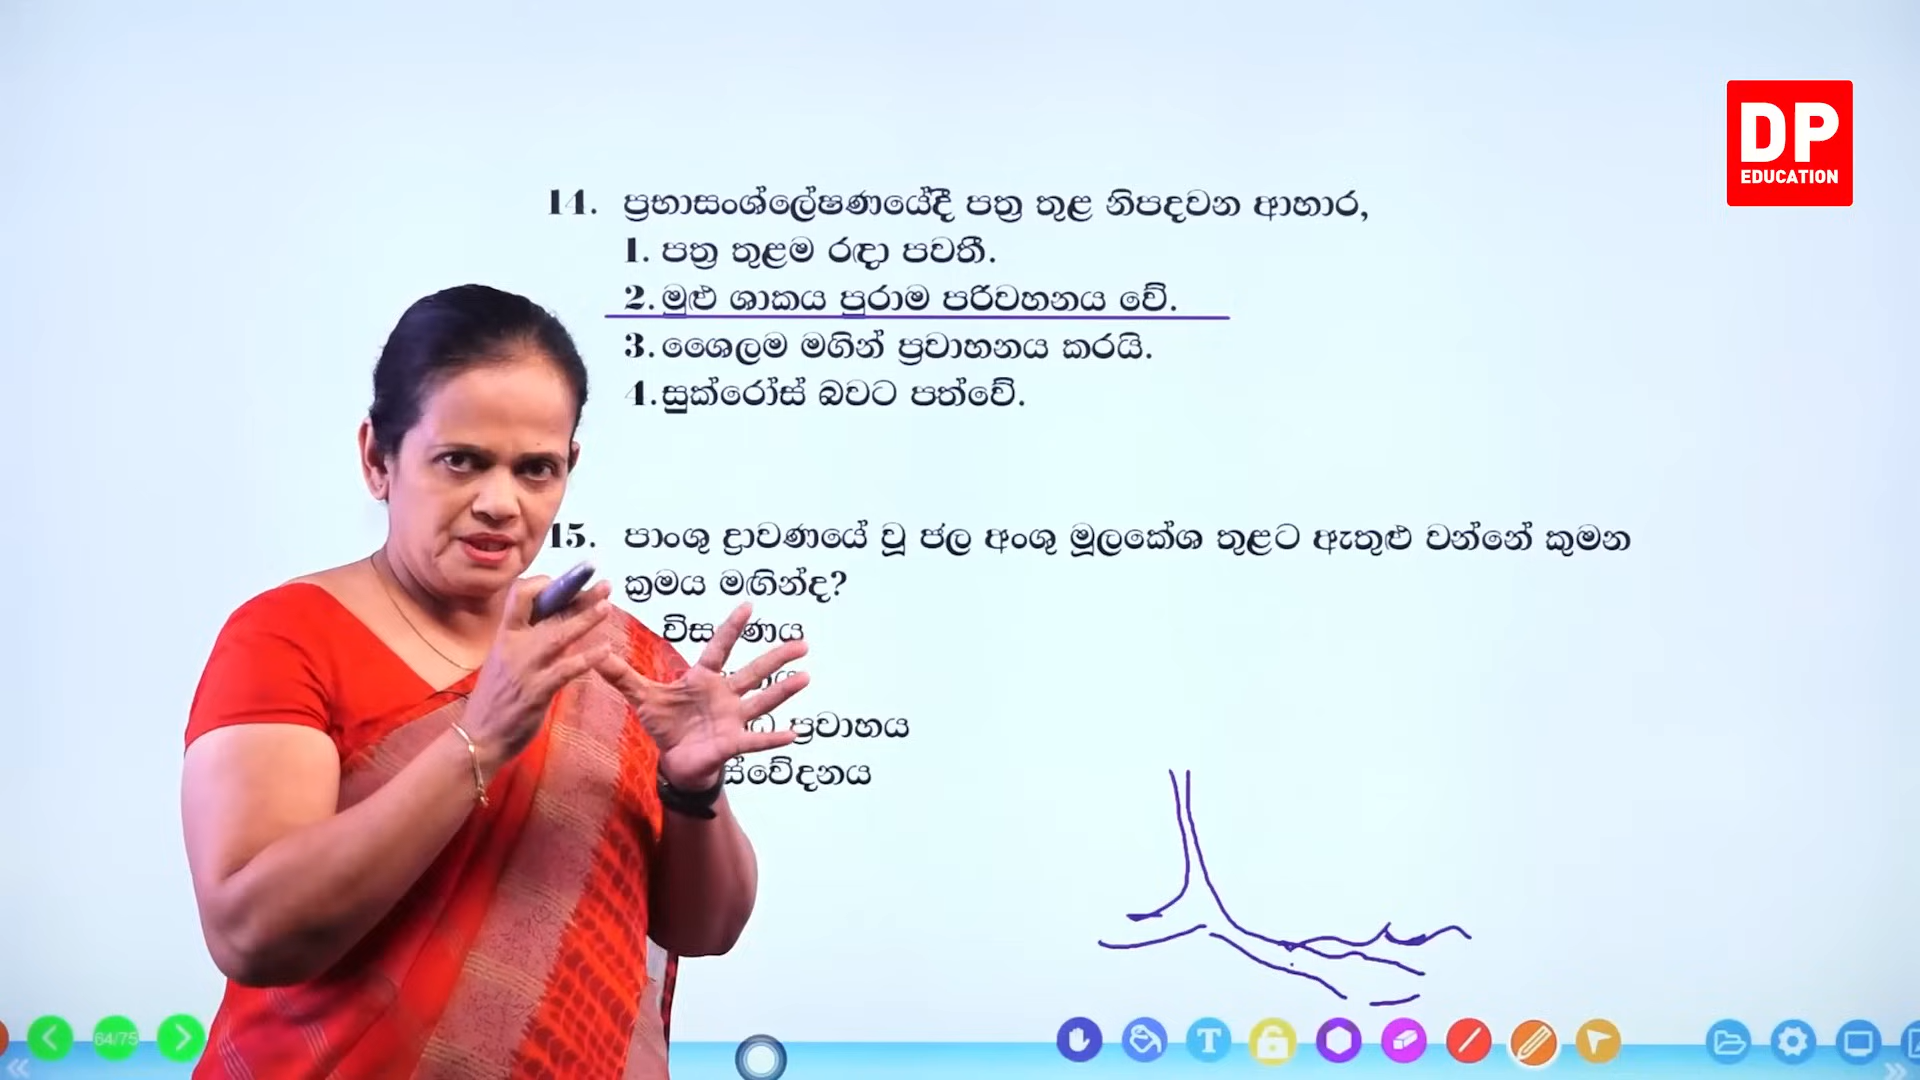 DP
EDUCATION
14. ප්‍රභාසංශ්ලේෂණයේදී පත්‍ර තුළ නිපදවන ආහාර,
1. පත්‍ර තුළම රඳා පවතී.
2. මුළු ශාකය පුරාම පරිවහනය වේ.
3. ශෛලම මගින් ප්‍රවාහනය කරයි.
4. සුක්රෝස් බවට පත්වේ.
15. පාංශු ද්‍රාවණයේ වූ ජල අංශු මූලකේශ තුළට ඇතුළු වන්නේ කුමන
ක්‍රමය මඟින්ද?
ප්‍රවාහය
64/75
T